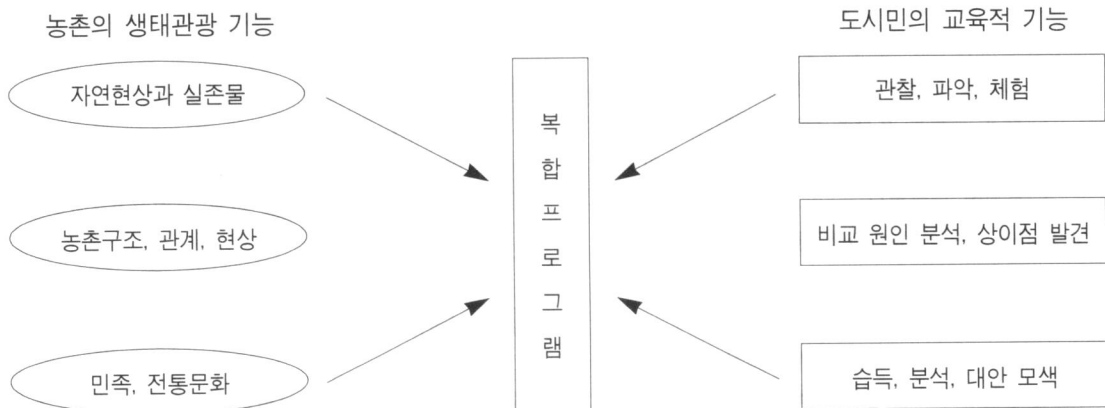 농촌의 생태관광 기능
도시민의 교육적 기능
자연현상과 실존물
관찰, 파악, 체험
복
합
프
로
그
램
농촌구조, 관계, 현상
비교 원인 분석, 상이점 발견
민족, 전통문화
습득, 분석, 대안 모색